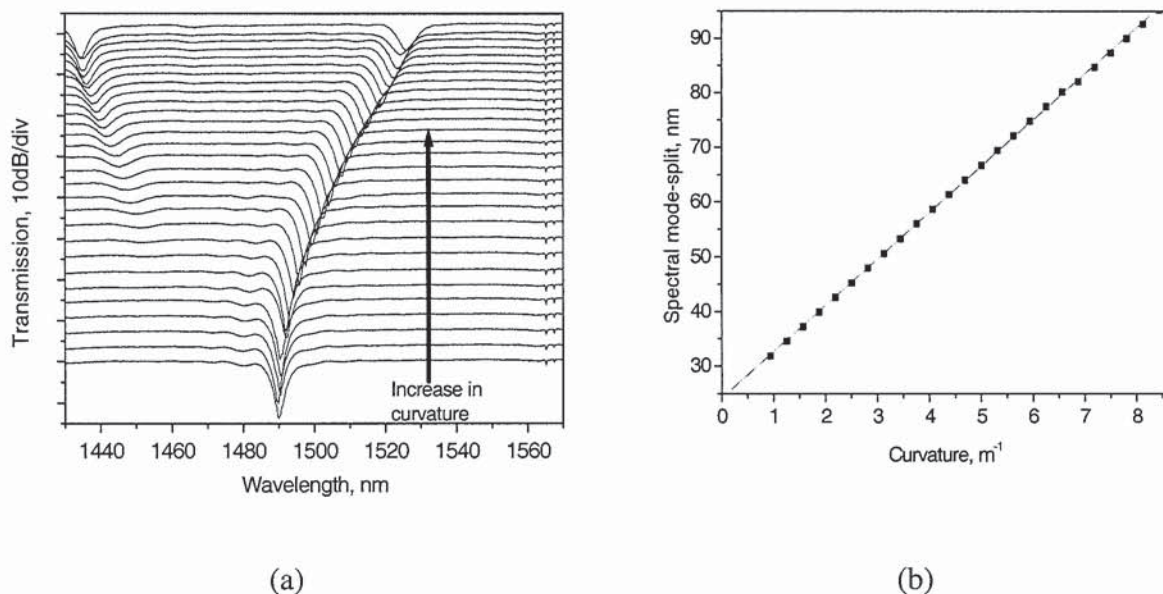 Transmission, 10dB/div
Increase in
curvature
1440 1460 1480 1500 1520 1540 1560
Wavelength, nm
(a)
Spectral mode-split, nm
90
80
70
60
50
40
30
0 1 2 3 4 5 6 7 8
Curvature, m⁻¹
(b)